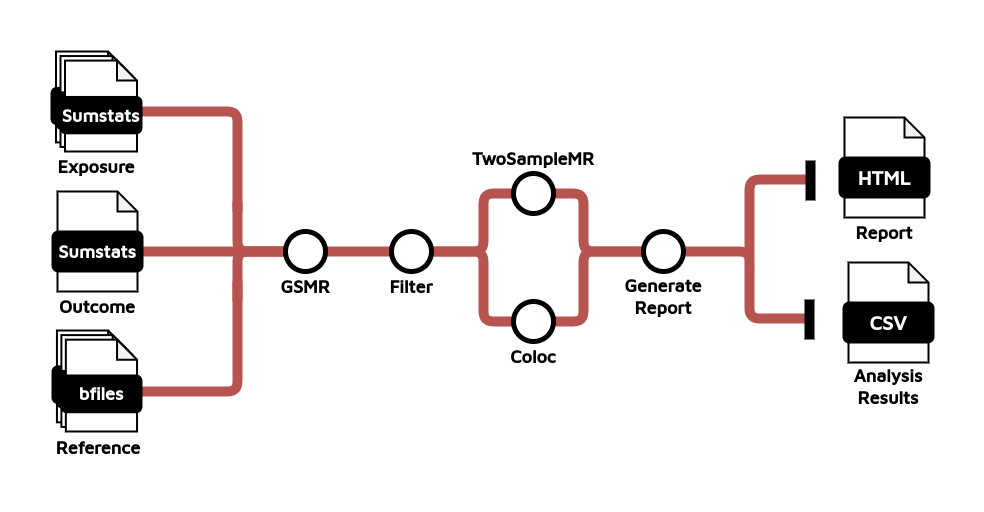 Sumstats
Exposure
Sumstats
Outcome
bfiles
Reference
GSMR
Filter
TwoSampleMR
Coloc
Generate
Report
HTML
Report
CSV
Analysis
Results